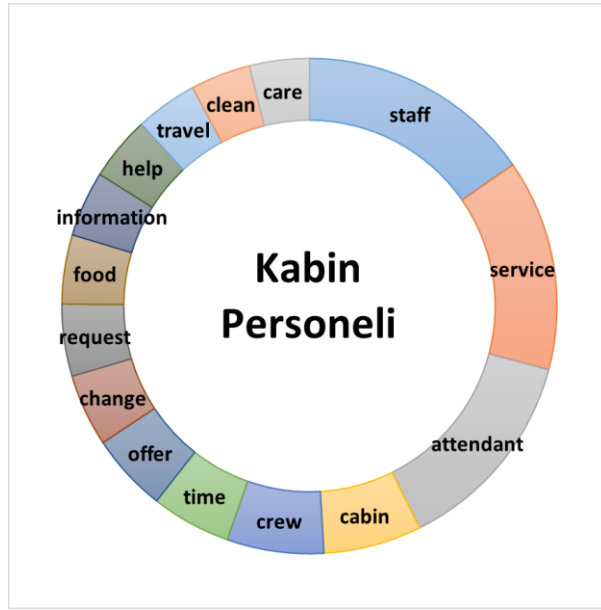 Kabin
Personeli
staff
service
attendant
cabin
crew
time
offer
change
request
food
information
help
travel
clean
care